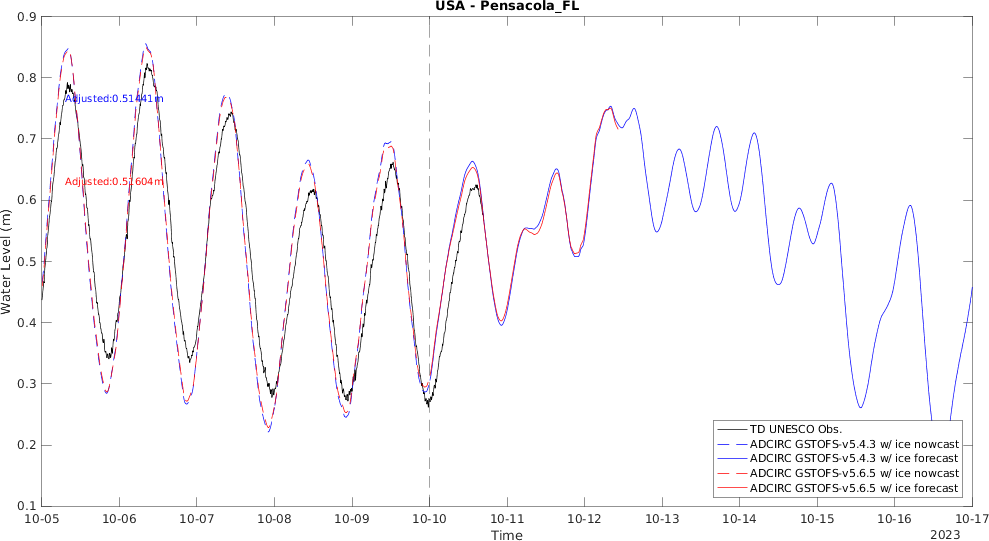 USA - Pensacola_FL
0.9
0.8
0.7
0.6
0.5
0.4
0.3
0.2
0.1
Water Level (m)
Adjusted:0.51441m
Adjusted:0.51604m
TD UNESCO Obs.
ADCIRC GSTOFS-v5.4.3 w/ ice nowcast
ADCIRC GSTOFS-v5.4.3 w/ ice forecast
ADCIRC GSTOFS-v5.6.5 w/ ice nowcast
ADCIRC GSTOFS-v5.6.5 w/ ice forecast
10-05 10-06 10-07 10-08 10-09 10-10 10-11 10-12 10-13 10-14 10-15 10-16 10-17
Time
2023